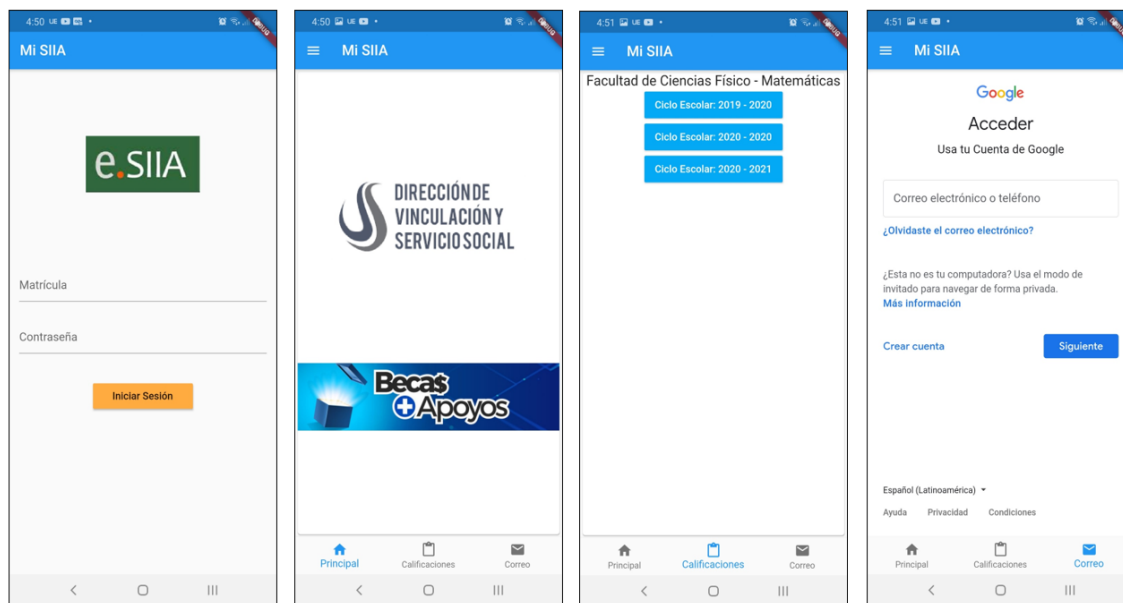 4:50
Mi SIIA
e.SIIA
Matrícula
Contraseña
Iniciar Sesión
4:50
Mi SIIA
DIRECCIÓN DE
VINCULACIÓN Y
SERVICIO SOCIAL
Beca$
+Apoyos
Principal
Calificaciones
Correo
4:51
Mi SIIA
Facultad de Ciencias Físico - Matemáticas
Ciclo Escolar: 2019 - 2020
Ciclo Escolar: 2020 - 2020
Ciclo Escolar: 2020 - 2021
Principal
Calificaciones
Correo
4:51
Mi SIIA
Google
Acceder
Usa tu Cuenta de Google
Correo electrónico o teléfono
¿Olvidaste el correo electrónico?
¿Esta no es tu computadora? Usa el modo de
invitado para navegar de forma privada.
Más información
Crear cuenta
Siguiente
Español (Latinoamérica)
Ayuda Privacidad Condiciones
Principal
Calificaciones
Correo